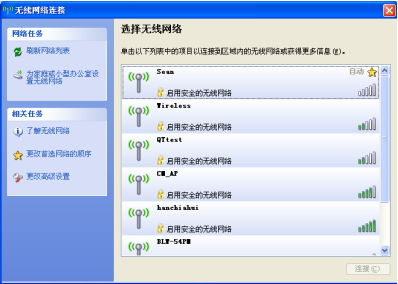 无线网络连接
网络任务
刷新网络列表
为家庭或小型办公室设
置无线网络
相关任务
了解无线网络
更改首选网络的顺序
更改高级设置
选择无线网络
单击以下列表中的项目以连接到区域内的无线网络或获得更多信息(W)。
Sean 自动
启用安全的无线网络
Wireless
启用安全的无线网络
QTtest
启用安全的无线网络
CM_AP
启用安全的无线网络
hanchiahui
启用安全的无线网络
BLW-54PM
连接(C)